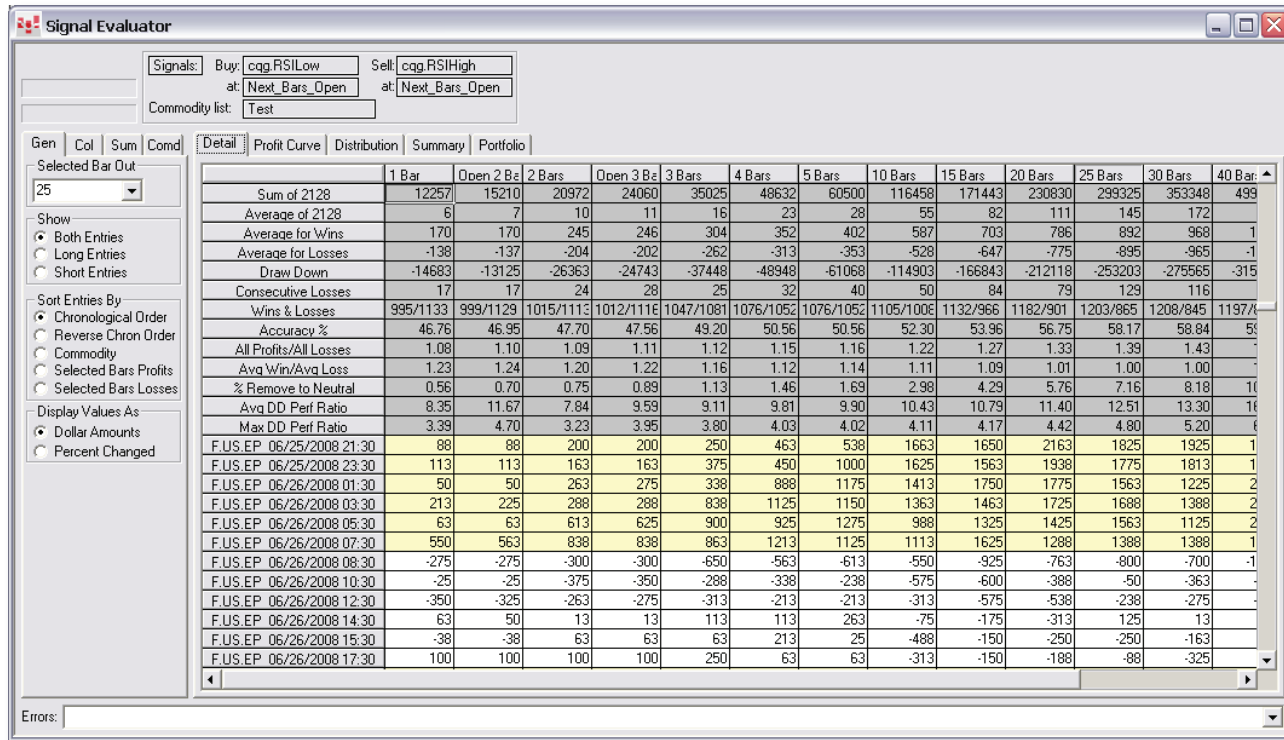 Signal Evaluator
Signals: Buy: cqg.RSILow Sell: cqg.RSIHigh
at: Next_Bars_Open at: Next_Bars_Open
Commodity list: Test
Gen Col Sum Comd
Selected Bar Out
25
Show
Both Entries
Long Entries
Short Entries
Sort Entries By
Chronological Order
Reverse Chron Order
Commodity
Selected Bars Profits
Selected Bars Losses
Display Values As
Dollar Amounts
Percent Changed
Detail Profit Curve Distribution Summary Portfolio
1 Bar Open 2 Ba 2 Bars Open 3 Ba 3 Bars 4 Bars 5 Bars 10 Bars 15 Bars 20 Bars 25 Bars 30 Bars 40 Bar
Sum of 2128 12257 15210 20972 24060 35025 48632 60500 116458 171443 230830 299325 353348 499
Average of 2128 6 7 10 11 16 23 28 55 82 111 145 172
Average for Wins 170 170 245 246 304 352 402 587 703 786 892 968 1
Average for Losses -138 -137 -204 -202 -262 -313 -353 -528 -647 -775 -895 -965 -1
Draw Down -14683 -13125 -26363 -24743 -37448 -48948 -61068 -114903 -166843 -212118 -253203 -275565 -315
Consecutive Losses 17 17 24 28 25 32 40 50 84 79 129 116
Wins & Losses 995/1133 999/1129 1015/1113 1012/1116 1047/1081 1076/1052 1076/1052 1105/1008 1132/966 1182/901 1203/865 1208/845 1197/
Accuracy % 46.76 46.95 47.70 47.56 49.20 50.56 50.56 52.30 53.96 56.75 58.17 58.84
All Profits/All Losses 1.08 1.10 1.09 1.11 1.12 1.15 1.16 1.22 1.27 1.33 1.39 1.43
Avg Win/Avg Loss 1.23 1.24 1.20 1.22 1.16 1.12 1.14 1.11 1.09 1.01 1.00 1.00
% Remove to Neutral 0.56 0.70 0.75 0.89 1.13 1.46 1.69 2.98 4.29 5.76 7.16 8.18
Avg DD Perf Ratio 8.35 11.67 7.84 9.59 9.11 9.81 9.90 10.43 10.79 11.40 12.51 13.30
Max DD Perf Ratio 3.39 4.70 3.23 3.95 3.80 4.03 4.02 4.11 4.17 4.42 4.80 5.20
F.US.EP 06/25/2008 21:30 88 88 200 200 250 463 538 1663 1650 2163 1825 1925 1
F.US.EP 06/25/2008 23:30 113 113 163 163 375 450 1000 1625 1563 1938 1775 1813 1
F.US.EP 06/26/2008 01:30 50 50 263 275 338 888 1175 1413 1750 1775 1563 1225 2
F.US.EP 06/26/2008 03:30 213 225 288 288 838 1125 1150 1363 1463 1725 1688 1388 2
F.US.EP 06/26/2008 05:30 63 63 613 625 900 925 1275 988 1325 1425 1563 1125 2
F.US.EP 06/26/2008 07:30 550 563 838 838 863 1213 1125 1113 1625 1288 1388 1388 1
F.US.EP 06/26/2008 08:30 -275 -275 -300 -300 -650 -563 -613 -550 -925 -763 -800 -700 -1
F.US.EP 06/26/2008 10:30 -25 -25 -375 -350 -288 -338 -238 -575 -600 -388 -50 -363
F.US.EP 06/26/2008 12:30 -350 -325 -263 -275 -313 -213 -213 -313 -575 -538 -238 -275
F.US.EP 06/26/2008 14:30 63 50 13 13 113 113 263 -75 -175 -313 125 13
F.US.EP 06/26/2008 15:30 -38 -38 63 63 63 213 25 -488 -150 -250 -250 -163
F.US.EP 06/26/2008 17:30 100 100 100 100 250 63 63 -313 -150 -188 -88 -325
Errors: